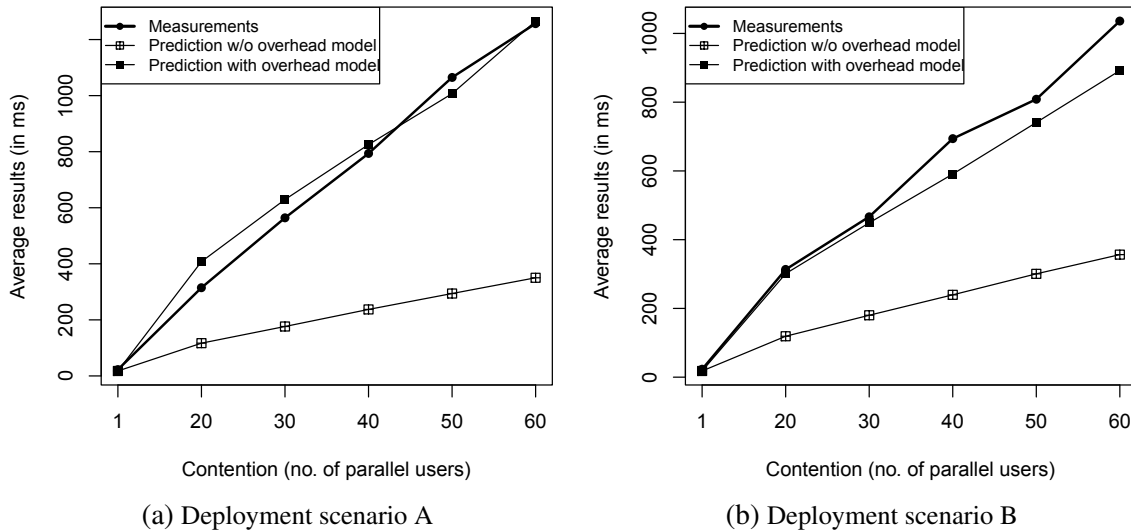 Measurements
Prediction w/o overhead model
Prediction with overhead model
Average results (in ms)
0
200
400
600
800
1000
1 20 30 40 50 60
Contention (no. of parallel users)
(a) Deployment scenario A
Measurements
Prediction w/o overhead model
Prediction with overhead model
Average results (in ms)
0
200
400
600
800
1000
1 20 30 40 50 60
Contention (no. of parallel users)
(b) Deployment scenario B